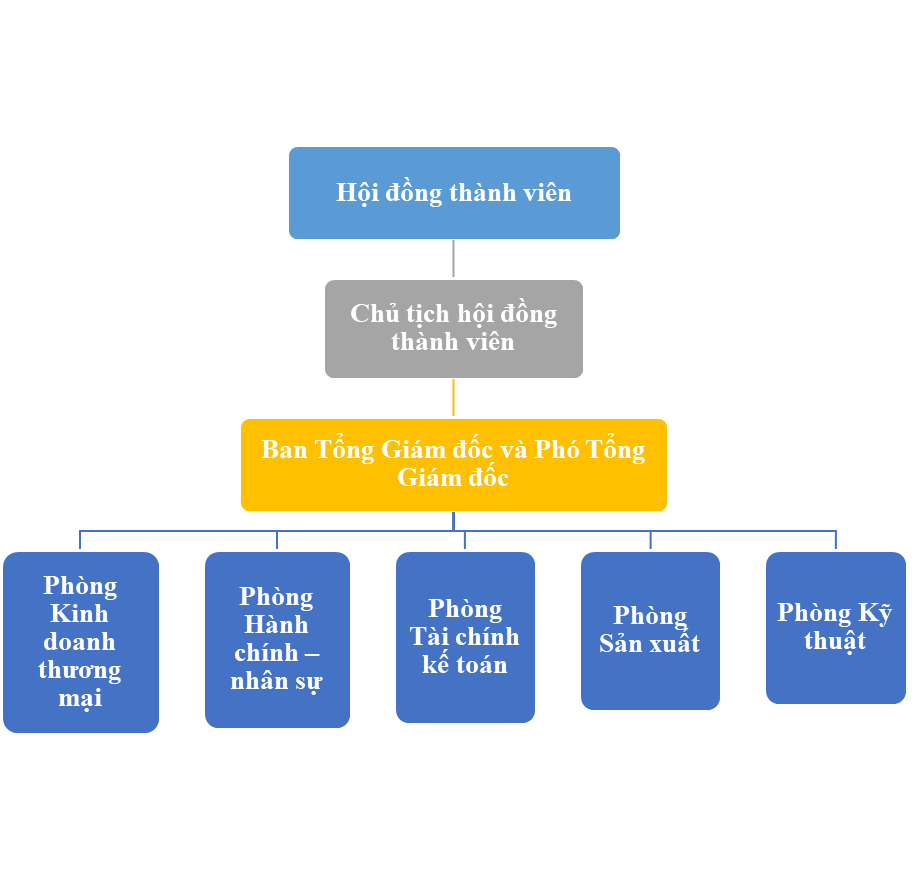 Hội đồng thành viên
Chủ tịch hội đồng
thành viên
Ban Tổng Giám đốc và Phó Tổng
Giám đốc
Phòng
Kinh
doanh
thương
mại
Phòng
Hành
chính –
nhân sự
Phòng
Tài chính
kế toán
Phòng
Sản xuất
Phòng Kỹ
thuật